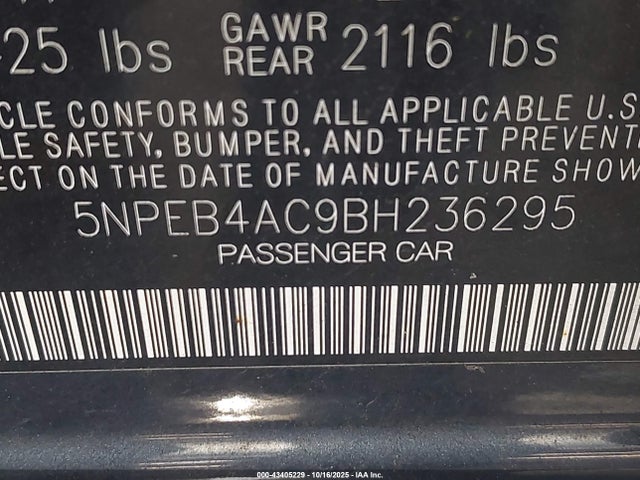 25 lbs GAWR REAR 2116 lbs
CLE CONFORMS TO ALL APPLICABLE U.S
LE SAFETY, BUMPER, AND THEFT PREVENTI
ECT ON THE DATE OF MANUFACTURE SHOW
5NPEB4AC9BH236295
PASSENGER CAR
000-43405229 - 10/16/2025 - IAA Inc.